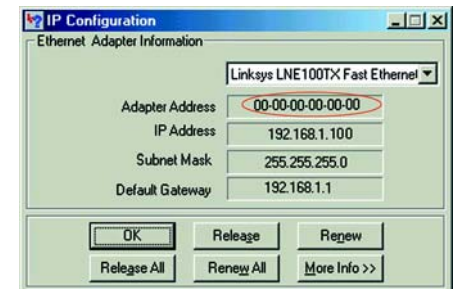 IP Configuration
Ethernet Adapter Information
Linksys LNE100TX Fast Ethernet
Adapter Address 00-00-00-00-00-00
IP Address 192.168.1.100
Subnet Mask 255.255.255.0
Default Gateway 192.168.1.1
OK Release Renew
Release All Renew All More Info >>